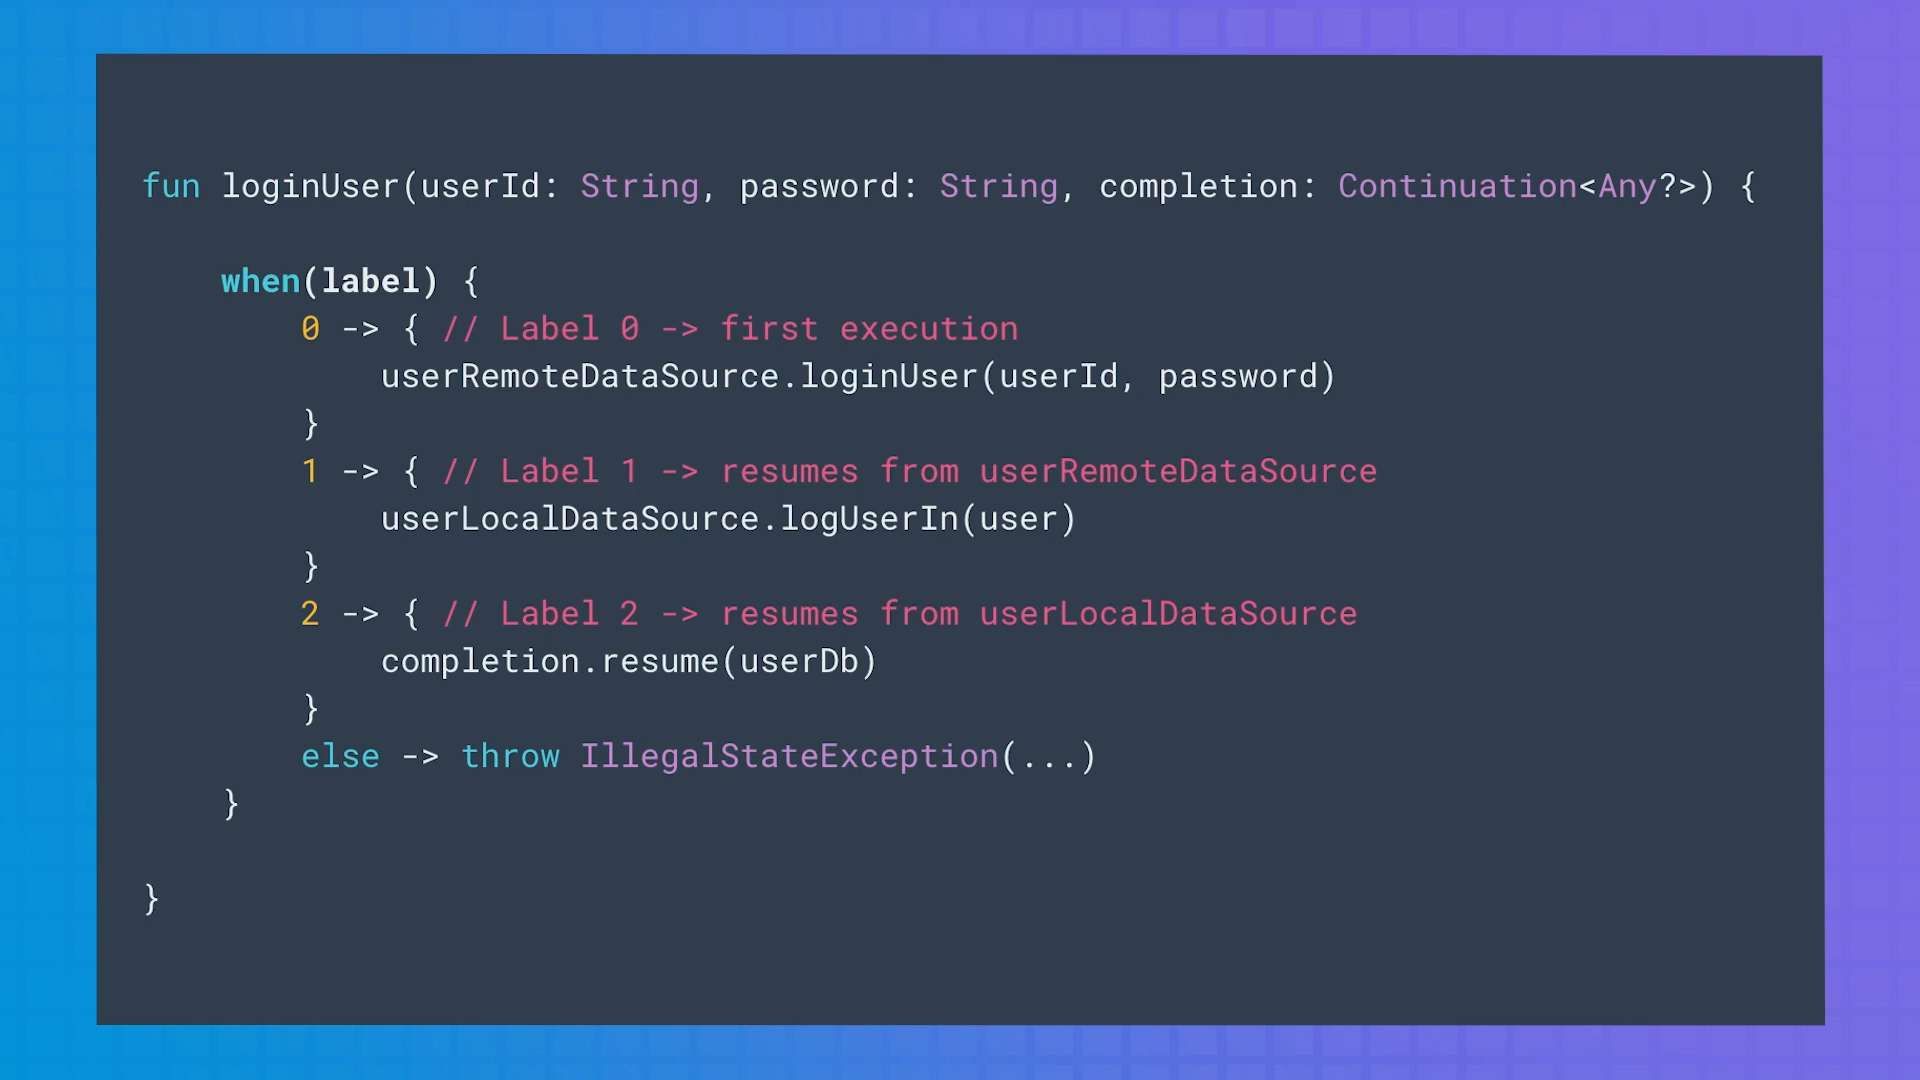 fun loginUser(userId: String, password: String, completion: Continuation<Any?>) {
when(label) {
0 -> { // Label 0 -> first execution
userRemoteDataSource.loginUser(userId, password)
}
1 -> { // Label 1 -> resumes from userRemoteDataSource
userLocalDataSource.logUserIn(user)
}
2 -> { // Label 2 -> resumes from userLocalDataSource
completion.resume(userDb)
}
else -> throw IllegalStateException(...)
}
}